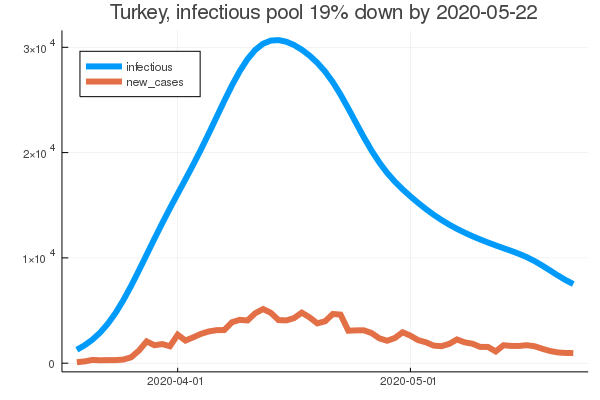 Turkey, infectious pool 19% down by 2020-05-22
infectious
new_cases
3×10 4
2×10 4
1×10 4
0
2020-04-01
2020-05-01